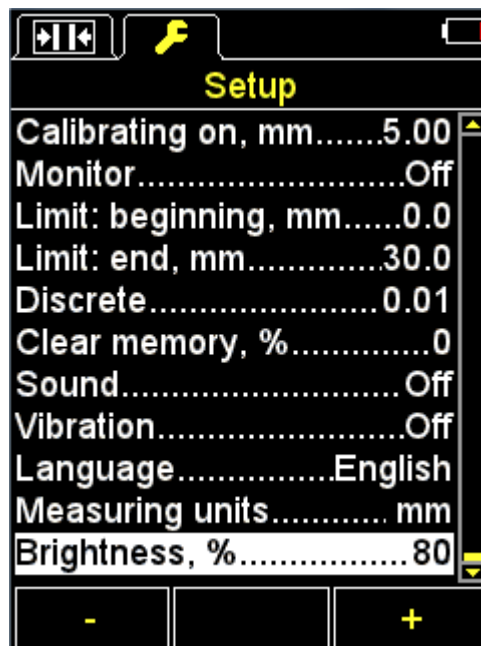 Setup
Calibrating on, mm.......5.00
Monitor...........................Off
Limit: beginning, mm......0.0
Limit: end, mm..............30.0
Discrete.......................0.01
Clear memory, %..............0
Sound............................. Off
Vibration.........................Off
Language................English
Measuring units............ mm
Brightness, %.................80
- +